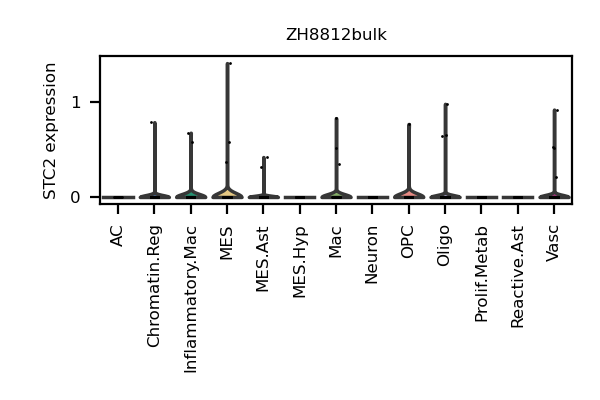 ZH8812bulk
STC2 expression
1
0
AC
Chromatin.Reg
Inflammatory.Mac
MES
MES.Ast
MES.Hyp
Mac
Neuron
OPC
Oligo
Prolif.Metab
Reactive.Ast
Vasc